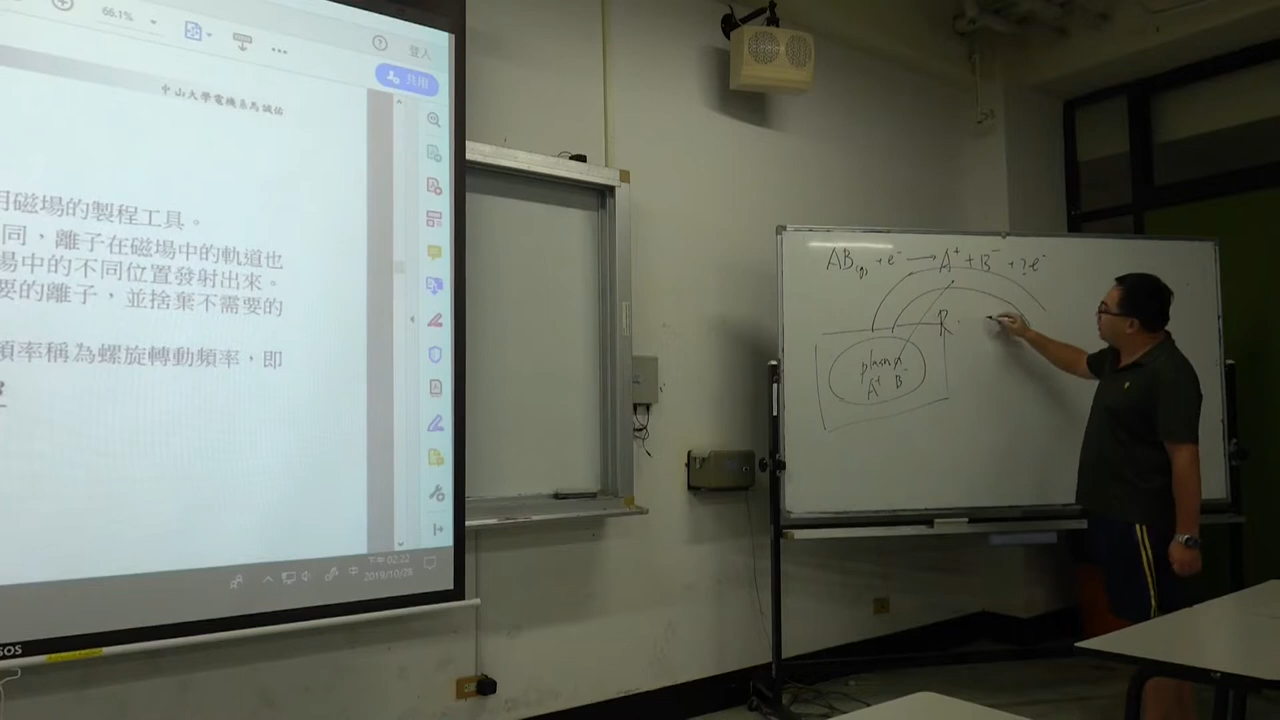 66.1%
登入
共用
中山大學電機系馬誠佑
用磁場的製程工具。
同，離子在磁場中的軌道也
場中的不同位置發射出來。
要的離子，並捨棄不需要的
頻率稱為螺旋轉動頻率，即
下午 02:22
中
2019/10/28
AB(g) + e⁻ → A⁺ + B⁻ + ?e⁻
R
plasma
A⁺ B⁻